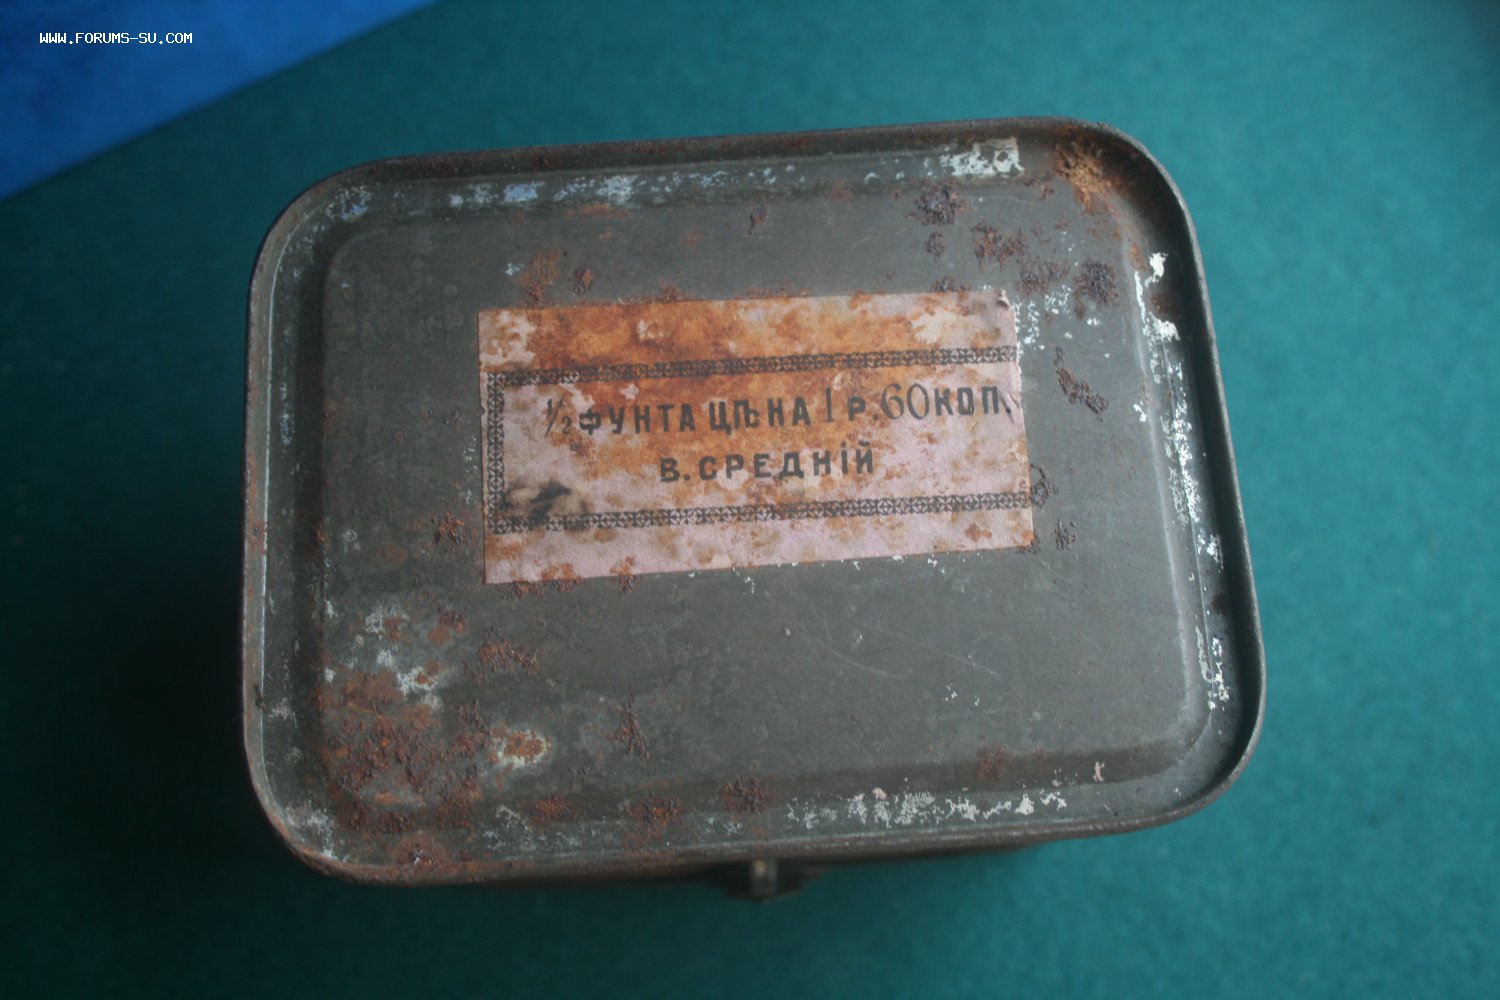 WWW.FORUMS-SU.COM
1/2 ФУНТА ЦѢНА 1 Р. 60 КОП.
В. СРЕДНІЙ